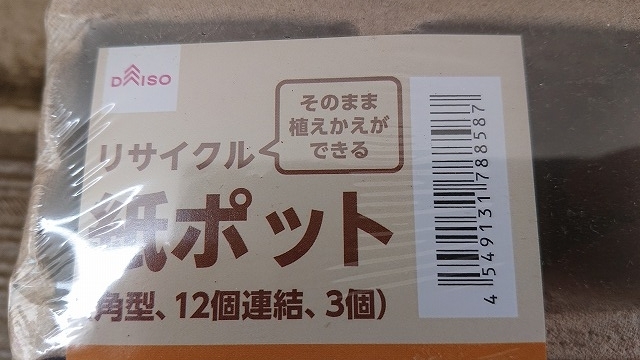 DAISO
そのまま
植えかえが
できる
リサイクル
紙ポット
角型、12個連結、3個)
4 549131 788587